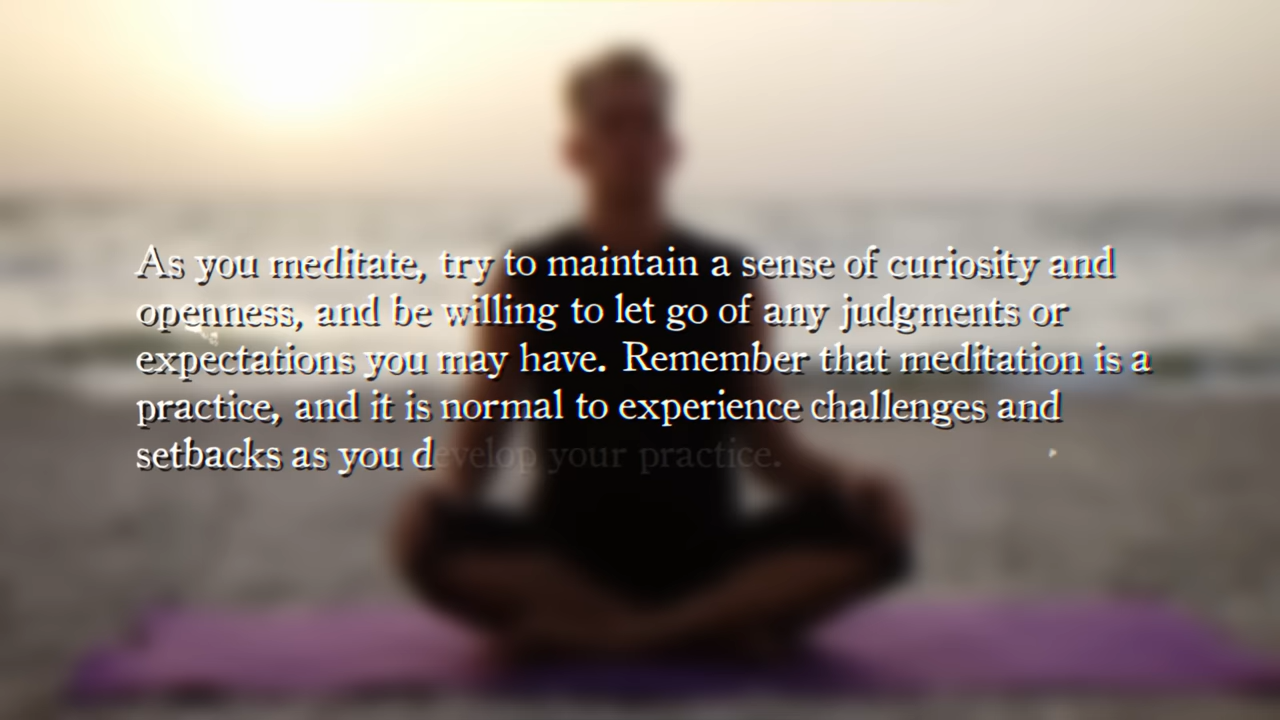 As you meditate, try to maintain a sense of curiosity and
openness, and be willing to let go of any judgments or
expectations you may have. Remember that meditation is a
practice, and it is normal to experience challenges and
setbacks as you develop your practice.